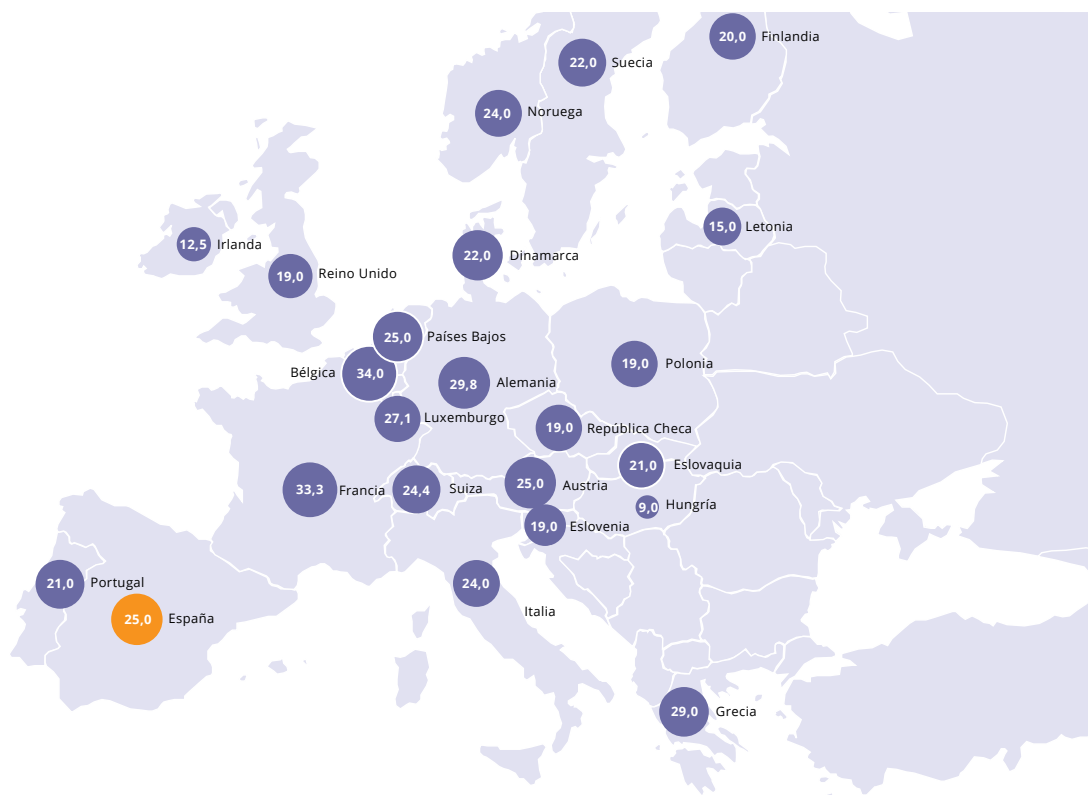 20,0 Finlandia
22,0 Suecia
24,0 Noruega
15,0 Letonia
12,5 Irlanda
22,0 Dinamarca
19,0 Reino Unido
25,0 Países Bajos
19,0 Polonia
Bélgica 34,0
29,8 Alemania
27,1 Luxemburgo
19,0 República Checa
21,0 Eslovaquia
25,0 Austria
33,3 Francia
24,4 Suiza
9,0 Hungría
19,0 Eslovenia
21,0 Portugal
24,0 Italia
25,0 España
29,0 Grecia